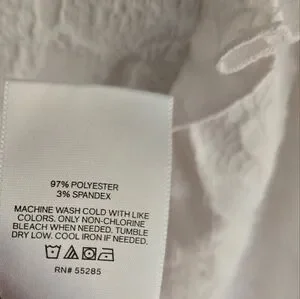 97% POLYESTER
3% SPANDEX
MACHINE WASH COLD WITH LIKE
COLORS. ONLY NON-CHLORINE
BLEACH WHEN NEEDED. TUMBLE
DRY LOW. COOL IRON IF NEEDED.
RN# 55285